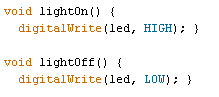 void lightOn() {
  digitalWrite(led, HIGH); }
void lightOff() {
  digitalWrite(led, LOW); }